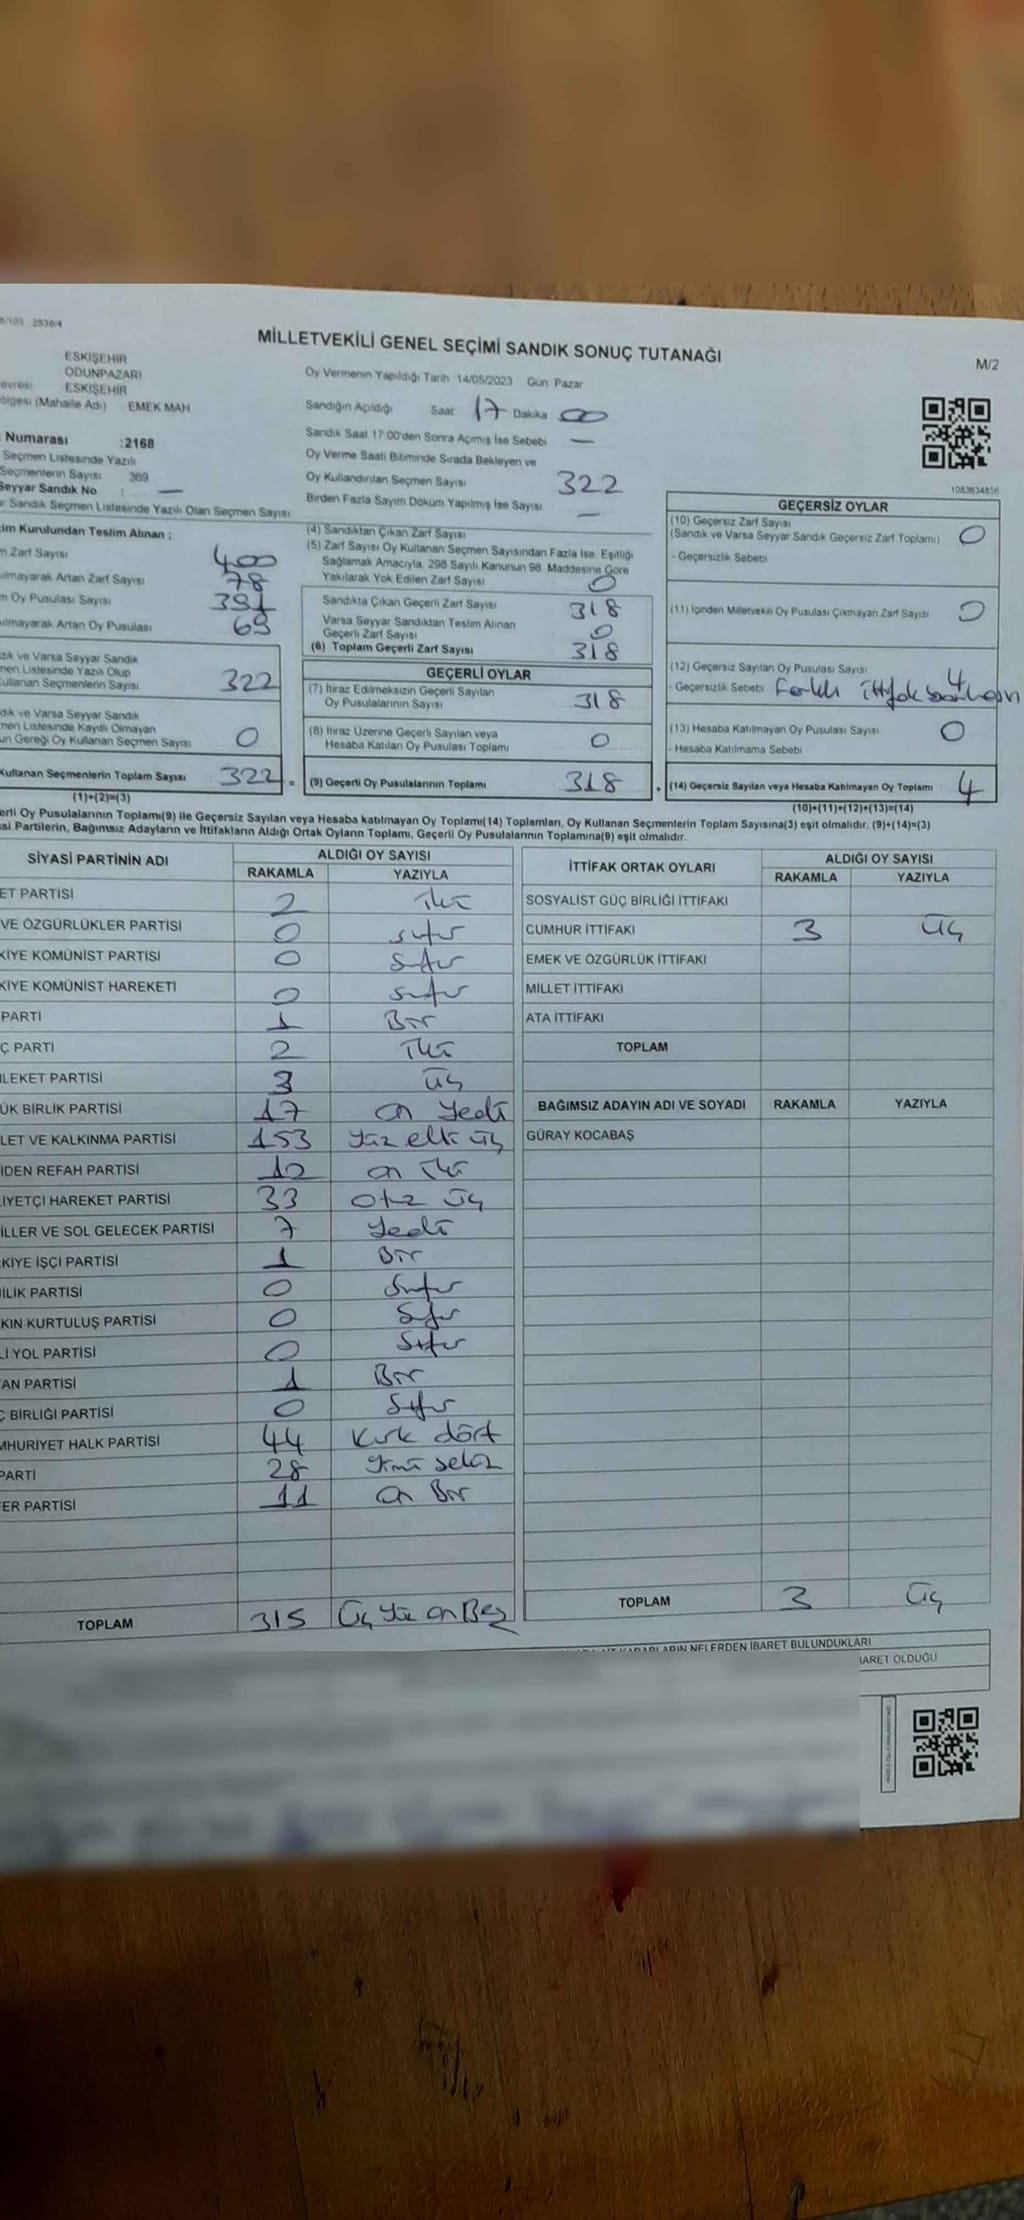 2536/4
MİLLETVEKİLİ GENEL SEÇİMİ SANDIK SONUÇ TUTANAĞI
M/2
ESKİŞEHİR
ODUNPAZARI
ESKİŞEHİR
(Mahalle Adı) EMEK MAH
Numarası :2168
Seçmen Listesinde Yazılı
Seçmenlerin Sayısı 369
Seyyar Sandık No : —
Sandık Seçmen Listesinde Yazılı Olan Seçmen Sayısı
Oy Vermenin Yapıldığı Tarih 14/05/2023 Gün Pazar
Sandığın Açıldığı Saat 17 Dakika 00
Sandık Saat 17:00'den Sonra Açmış İse Sebebi —
Oy Verme Saati Bitiminde Sırada Bekleyen ve
Oy Kullandırılan Seçmen Sayısı 322
Birden Fazla Sayım Döküm Yapılmış İse Sayısı —
1083634856
Kurulundan Teslim Alınan ;
Zarf Sayısı 400
Artan Zarf Sayısı 78
Oy Pusulası Sayısı 391
Artan Oy Pusulası 69
ve Varsa Seyyar Sandık
Listesinde Yazılı Olup
Kullanan Seçmenlerin Sayısı 322
ve Varsa Seyyar Sandık
Listesinde Kayıtlı Olmayan
Gereği Oy Kullanan Seçmen Sayısı 0
Kullanan Seçmenlerin Toplam Sayısı 322
(1)+(2)=(3)
(4) Sandıktan Çıkan Zarf Sayısı
(5) Zarf Sayısı Oy Kullanan Seçmen Sayısından Fazla İse, Eşitliği
Sağlamak Amacıyla, 298 Sayılı Kanunun 98. Maddesine Göre
Yakılarak Yok Edilen Zarf Sayısı 0
Sandıkta Çıkan Geçerli Zarf Sayısı 318
Varsa Seyyar Sandıktan Teslim Alınan
Geçerli Zarf Sayısı 0
(6) Toplam Geçerli Zarf Sayısı 318
GEÇERLİ OYLAR
(7) İtiraz Edilmeksizin Geçerli Sayılan
Oy Pusulalarının Sayısı 318
(8) İtiraz Üzerine Geçerli Sayılan veya
Hesaba Katılan Oy Pusulası Toplamı 0
(9) Geçerli Oy Pusulalarının Toplamı 318
GEÇERSİZ OYLAR
(10) Geçersiz Zarf Sayısı
(Sandık ve Varsa Seyyar Sandık Geçersiz Zarf Toplamı) 0
- Geçersizlik Sebebi
(11) İçinden Milletvekili Oy Pusulası Çıkmayan Zarf Sayısı 0
(12) Geçersiz Sayılan Oy Pusulası Sayısı 4
- Geçersizlik Sebebi Farklı ittifak
(13) Hesaba Katılmayan Oy Pusulası Sayısı 0
- Hesaba Katılmama Sebebi
(14) Geçersiz Sayılan veya Hesaba Katılmayan Oy Toplamı 4
(10)+(11)+(12)+(13)=(14)
Oy Pusulalarının Toplamı(9) ile Geçersiz Sayılan veya Hesaba katılmayan Oy Toplamı(14) Toplamları, Oy Kullanan Seçmenlerin Toplam Sayısına(3) eşit olmalıdır. (9)+(14)=(3)
Partilerin, Bağımsız Adayların ve İttifakların Aldığı Ortak Oyların Toplamı, Geçerli Oy Pusulalarının Toplamına(9) eşit olmalıdır.
SİYASİ PARTİNİN ADI ALDIĞI OY SAYISI
RAKAMLA YAZIYLA
ET PARTİSİ 2 İki
VE ÖZGÜRLÜKLER PARTİSİ 0 sıfır
KİYE KOMÜNİST PARTİSİ 0 sıfır
KİYE KOMÜNİST HAREKETİ 0 sıfır
PARTİ 1 Bir
Ç PARTİ 2 İki
LEKET PARTİSİ 3 üç
ÜK BİRLİK PARTİSİ 17 on Yedi
LET VE KALKINMA PARTİSİ 153 Yüz elli üç
İDEN REFAH PARTİSİ 12 on iki
LİYETÇİ HAREKET PARTİSİ 33 Otuz üç
İLLER VE SOL GELECEK PARTİSİ 7 Yedi
KİYE İŞÇİ PARTİSİ 1 Bir
İLİK PARTİSİ 0 Sıfır
KIN KURTULUŞ PARTİSİ 0 Sıfır
Lİ YOL PARTİSİ 0 Sıfır
AN PARTİSİ 1 Bir
Ç BİRLİĞİ PARTİSİ 0 Sıfır
MHURİYET HALK PARTİSİ 44 Kırk dört
PARTİ 28 Yirmi sekiz
ER PARTİSİ 11 on Bir
TOPLAM 315 Üç Yüz on Beş
İTTİFAK ORTAK OYLARI ALDIĞI OY SAYISI
RAKAMLA YAZIYLA
SOSYALİST GÜÇ BİRLİĞİ İTTİFAKI
CUMHUR İTTİFAKI 3 üç
EMEK VE ÖZGÜRLÜK İTTİFAKI
MİLLET İTTİFAKI
ATA İTTİFAKI
TOPLAM
BAĞIMSIZ ADAYIN ADI VE SOYADI RAKAMLA YAZIYLA
GÜRAY KOCABAŞ
TOPLAM 3 üç
KARARLARIN NELERDEN İBARET BULUNDUKLARI
İBARET OLDUĞU